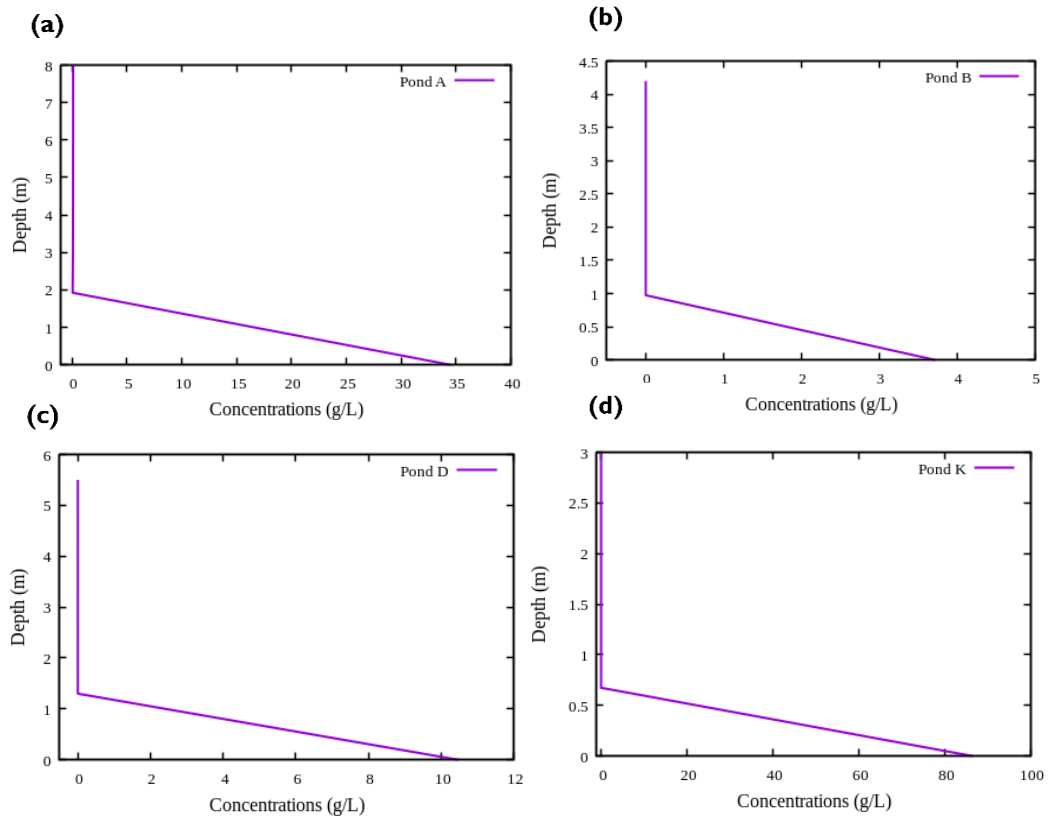 (a)
Pond A
8
7
6
5
4
3
2
1
0
Depth (m)
0 5 10 15 20 25 30 35 40
Concentrations (g/L)
(b)
Pond B
4.5
4
3.5
3
2.5
2
1.5
1
0.5
0
Depth (m)
0 1 2 3 4 5
Concentrations (g/L)
(c)
Pond D
6
5
4
3
2
1
0
Depth (m)
0 2 4 6 8 10 12
Concentrations (g/L)
(d)
Pond K
3
2.5
2
1.5
1
0.5
0
Depth (m)
0 20 40 60 80 100
Concentrations (g/L)